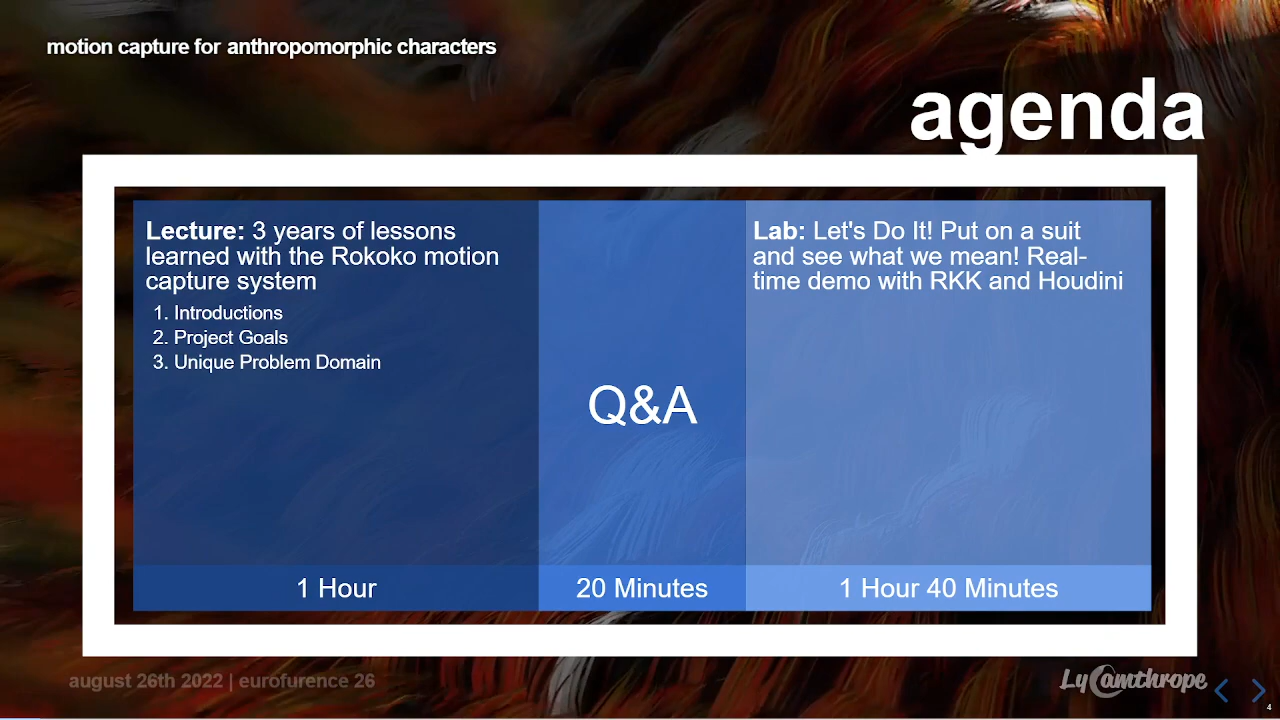 motion capture for anthropomorphic characters
agenda
Lecture: 3 years of lessons
learned with the Rokoko motion
capture system
1. Introductions
2. Project Goals
3. Unique Problem Domain
Q&A
Lab: Let's Do It! Put on a suit
and see what we mean! Real-
time demo with RKK and Houdini
1 Hour
20 Minutes
1 Hour 40 Minutes
august 26th 2022 | eurofurence 26
Lycamthrope
4